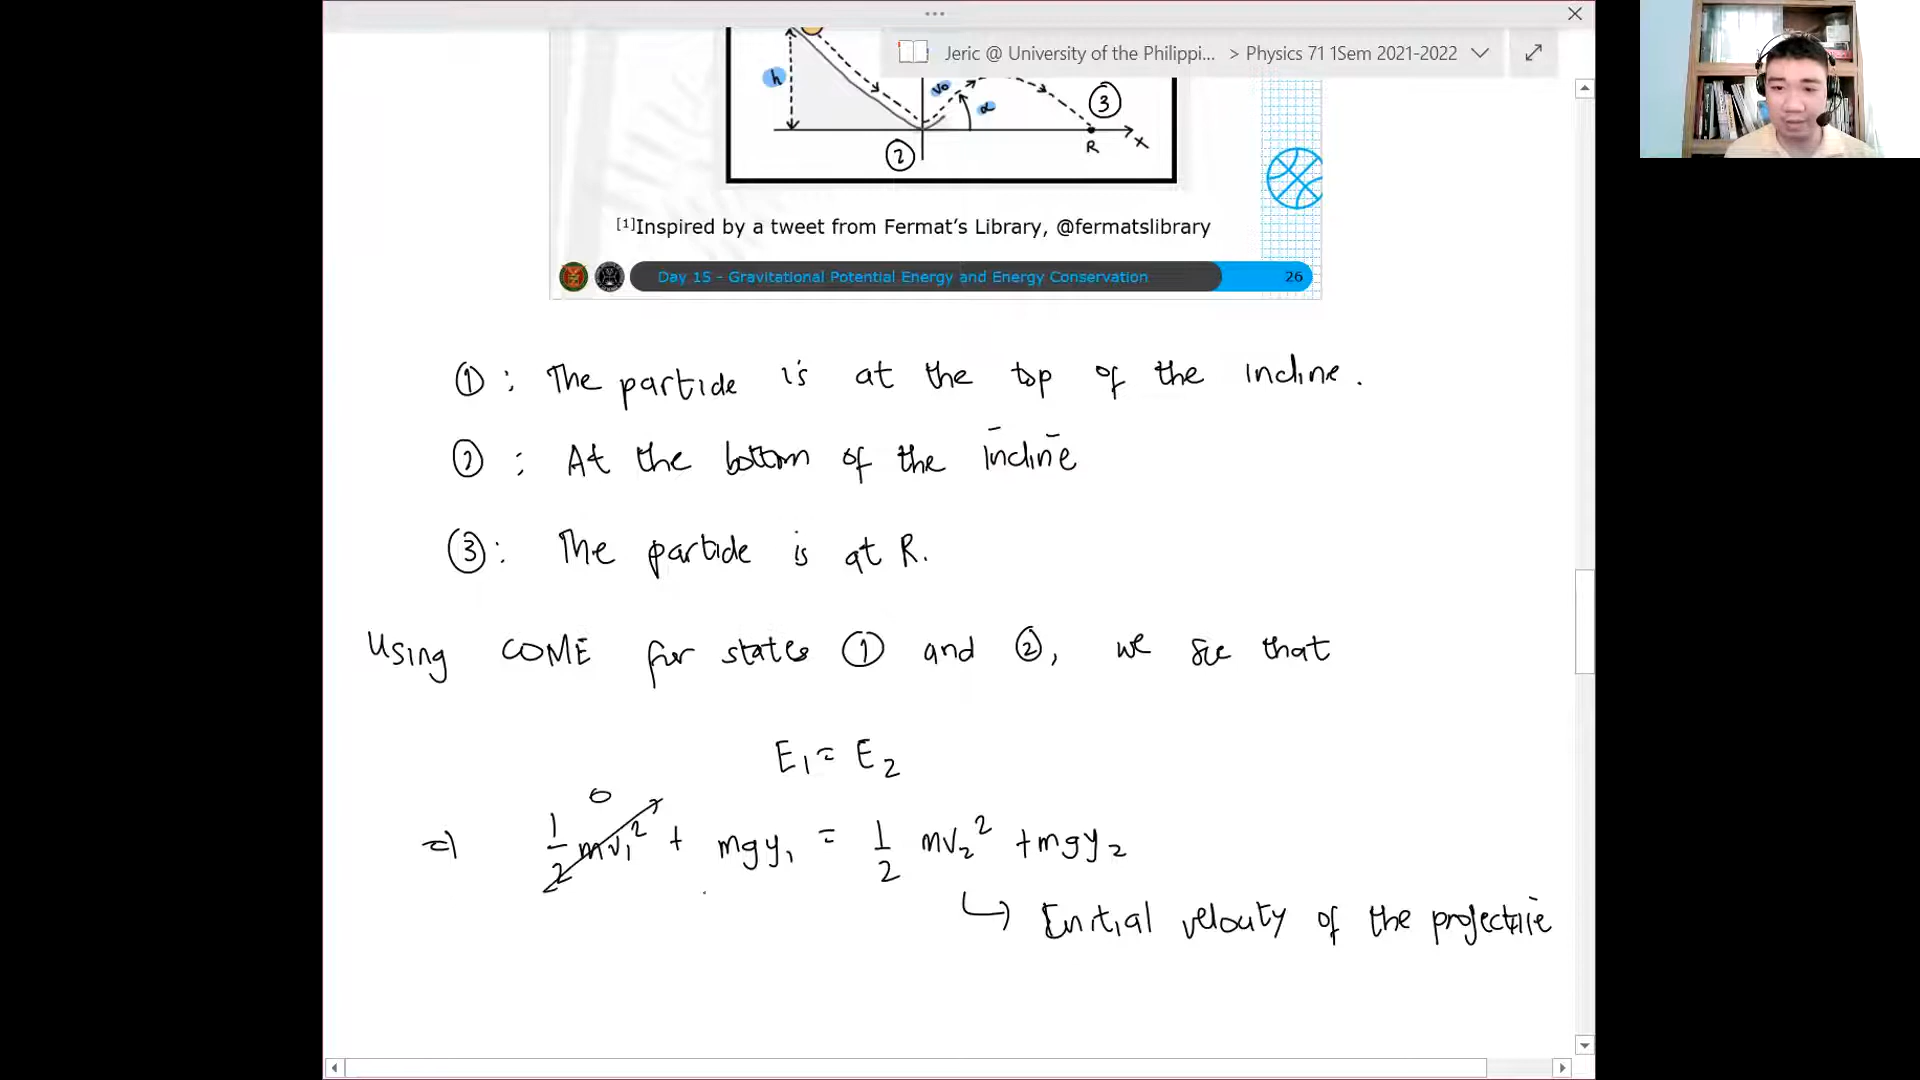 Jeric @ University of the Philippi... > Physics 71 1Sem 2021-2022
h
v0
α
3
2
R
x
[1]Inspired by a tweet from Fermat's Library, @fermatslibrary
Day 15 - Gravitational Potential Energy and Energy Conservation
26
① : The particle is at the top of the incline.
② : At the bottom of the incline
③ : The particle is at R.
Using COME for states ① and ②, we see that
E₁ = E₂
0
⇒ 1/2 mv₁² + mgy₁ = 1/2 mv₂² + mgy₂
↳ Initial velocity of the projectile